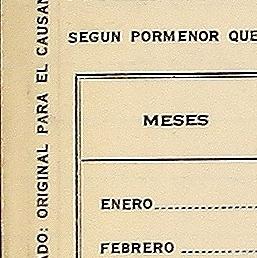 SEGUN PORMENOR QUE
MESES
ENERO
FEBRERO
ADO: ORIGINAL PARA EL CAUSAN